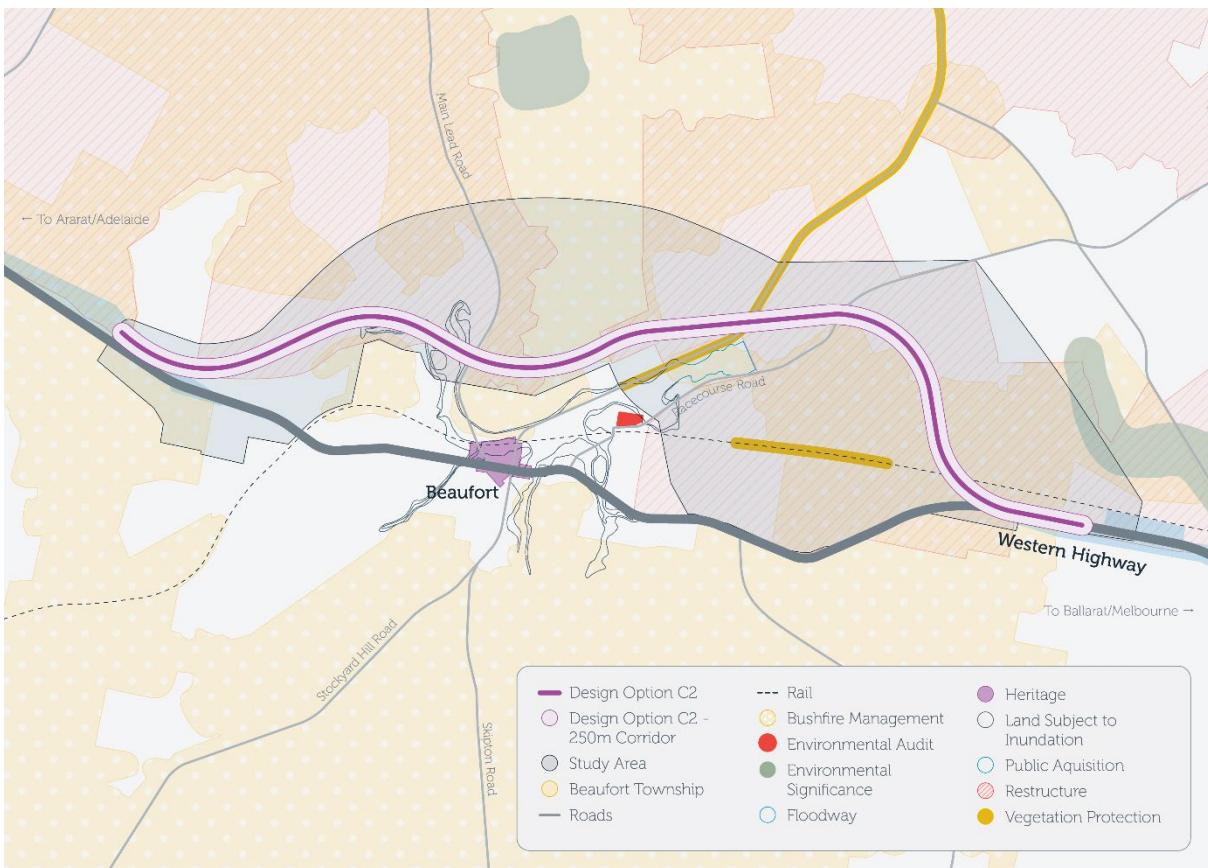 Main Lead Road
← To Ararat/Adelaide
Racecourse Road
Beaufort
Western Highway
To Ballarat/Melbourne →
Stockyard Hill Road
Skipton Road
Design Option C2
Design Option C2 -
250m Corridor
Study Area
Beaufort Township
Roads
Rail
Bushfire Management
Environmental Audit
Environmental
Significance
Floodway
Heritage
Land Subject to
Inundation
Public Aquisition
Restructure
Vegetation Protection